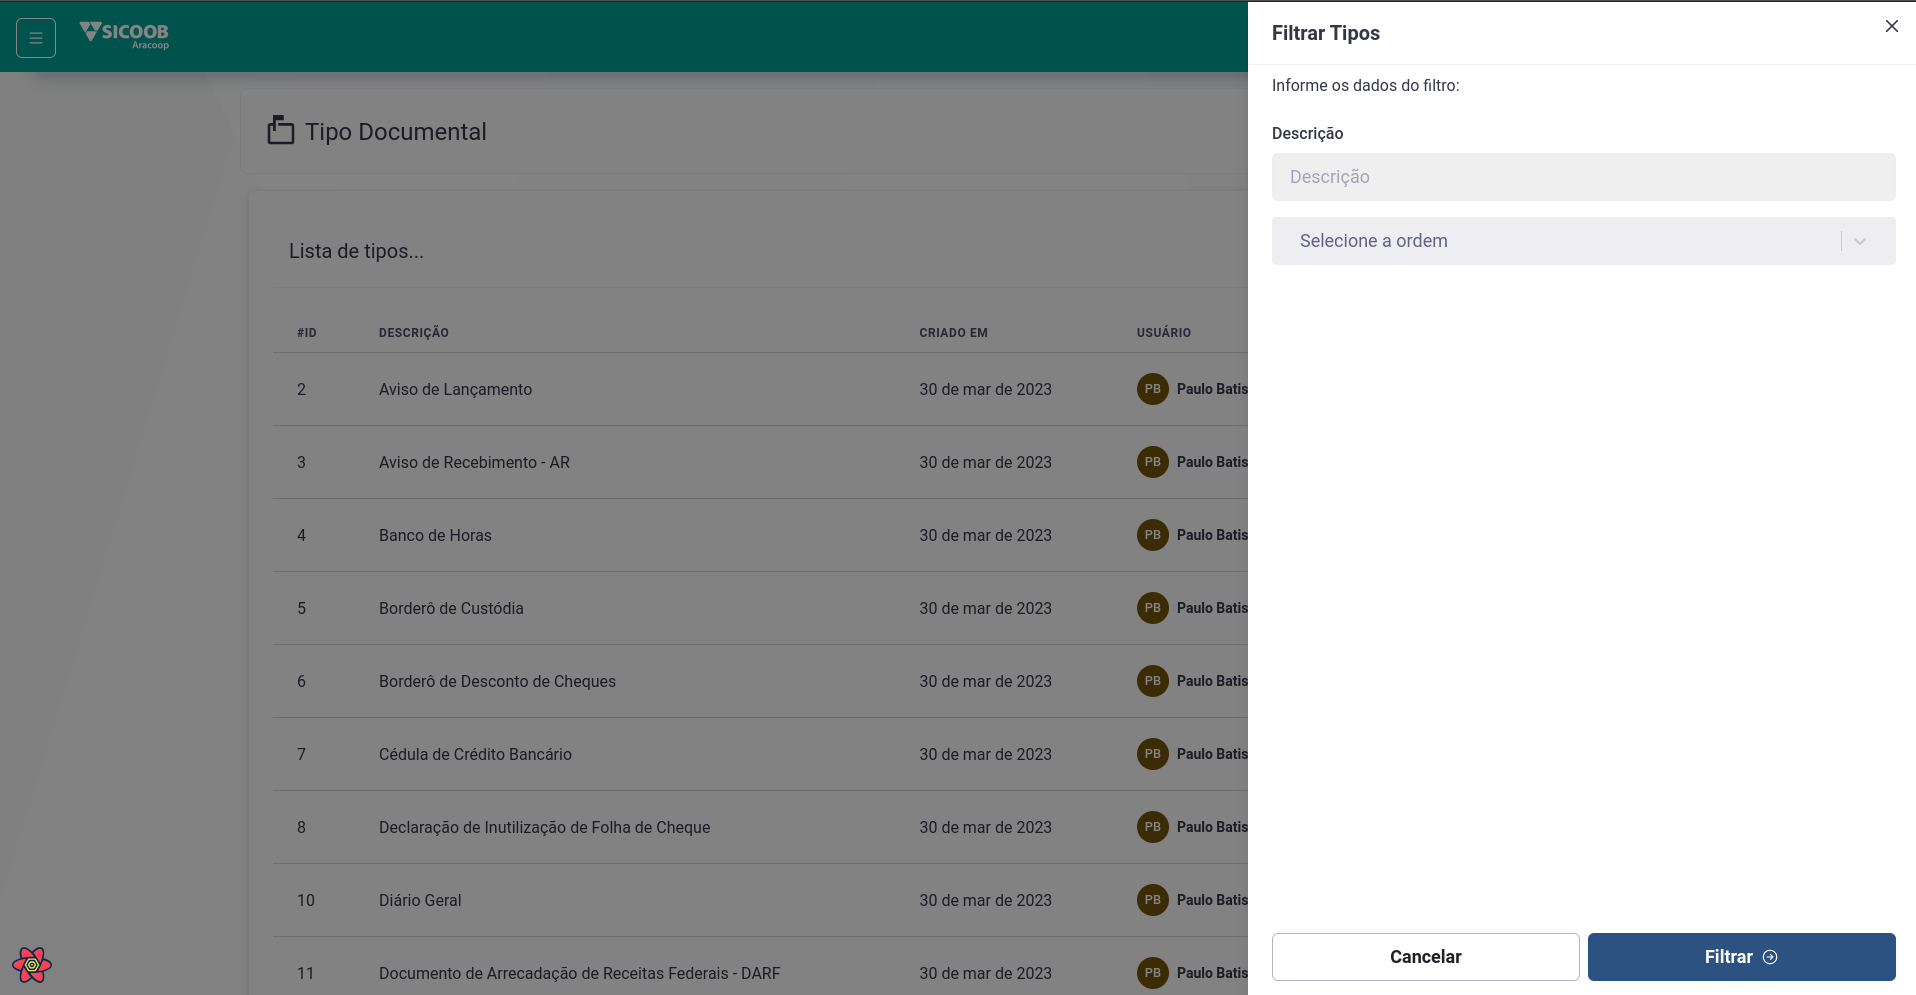 SICOOB
Aracoop
Tipo Documental
Lista de tipos...
#ID DESCRIÇÃO CRIADO EM USUÁRIO
2 Aviso de Lançamento 30 de mar de 2023 PB Paulo Batis
3 Aviso de Recebimento - AR 30 de mar de 2023 PB Paulo Batis
4 Banco de Horas 30 de mar de 2023 PB Paulo Batis
5 Borderô de Custódia 30 de mar de 2023 PB Paulo Batis
6 Borderô de Desconto de Cheques 30 de mar de 2023 PB Paulo Batis
7 Cédula de Crédito Bancário 30 de mar de 2023 PB Paulo Batis
8 Declaração de Inutilização de Folha de Cheque 30 de mar de 2023 PB Paulo Batis
10 Diário Geral 30 de mar de 2023 PB Paulo Batis
11 Documento de Arrecadação de Receitas Federais - DARF 30 de mar de 2023 PB Paulo Batis
Filtrar Tipos
Informe os dados do filtro:
Descrição
Descrição
Selecione a ordem
Cancelar
Filtrar